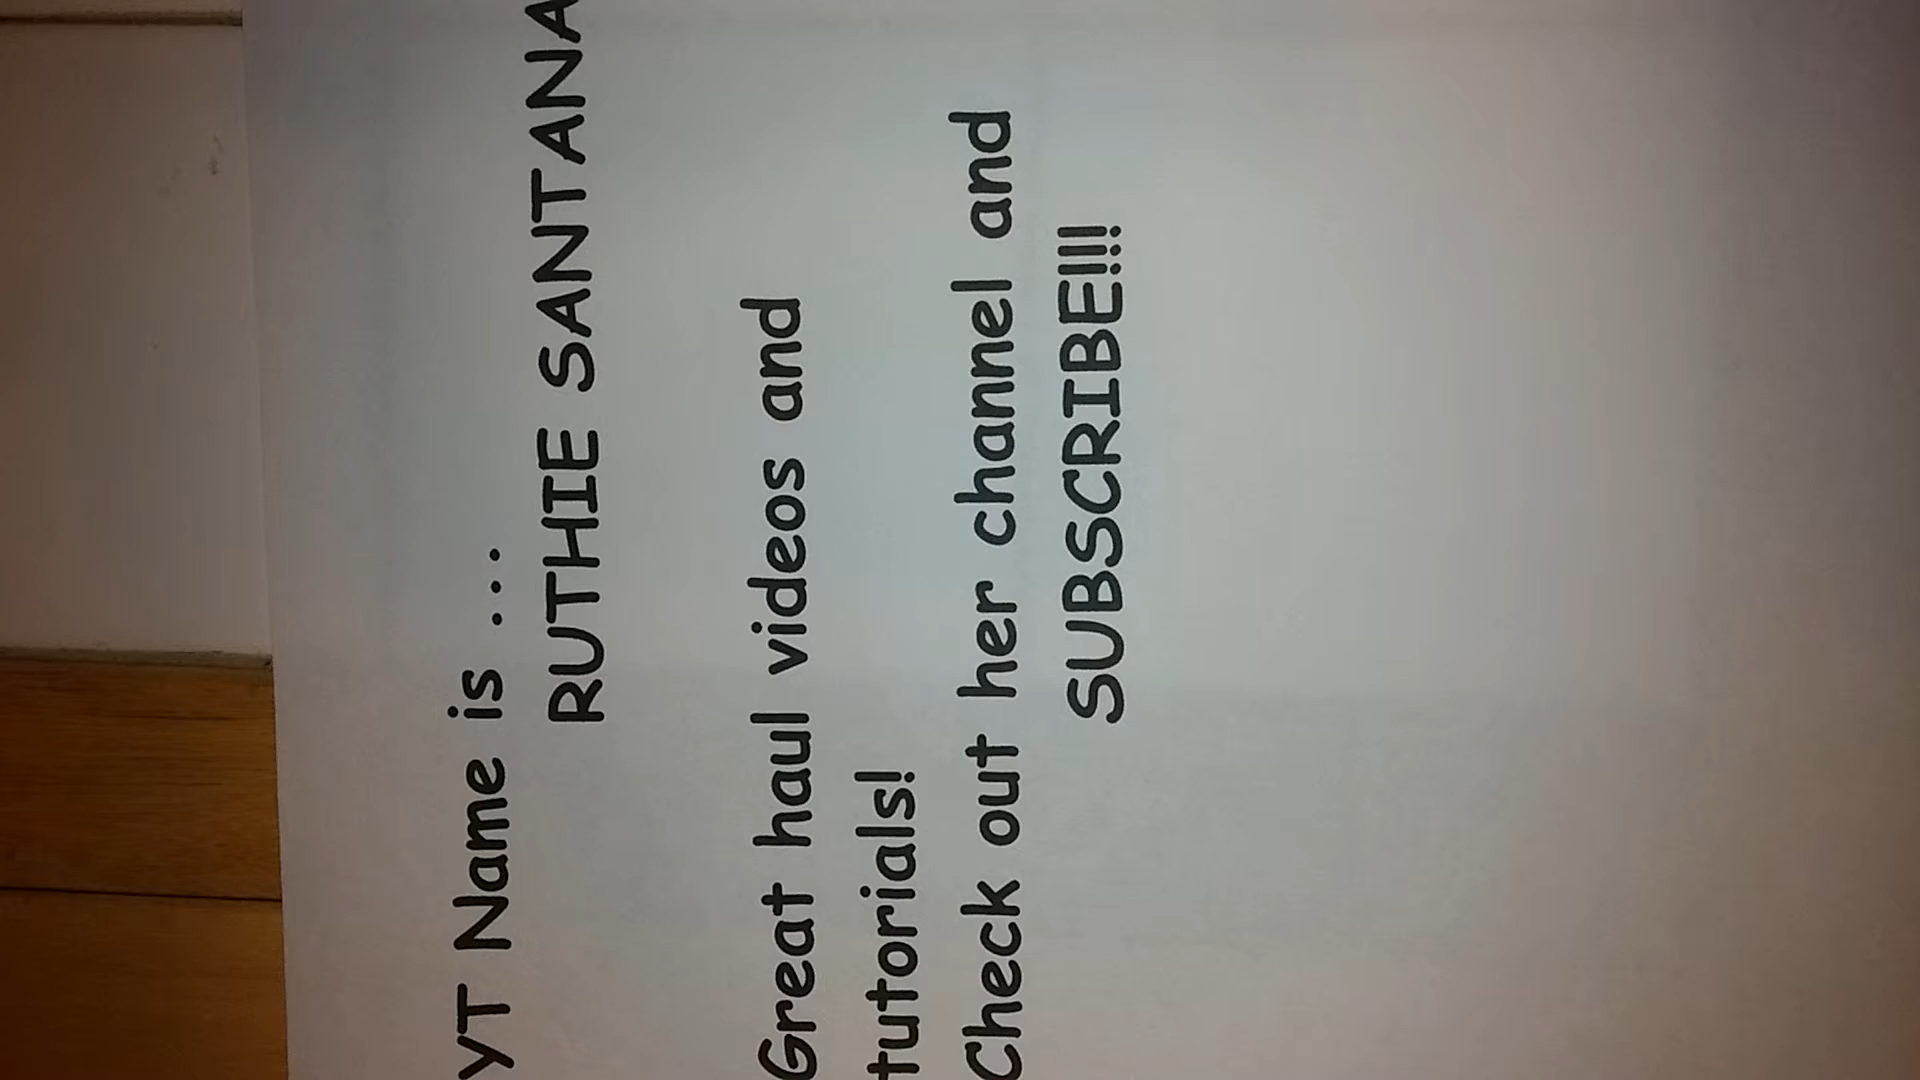 YT Name is ...
RUTHIE SANTANA
Great haul videos and
tutorials!
Check out her channel and
SUBSCRIBE!!!